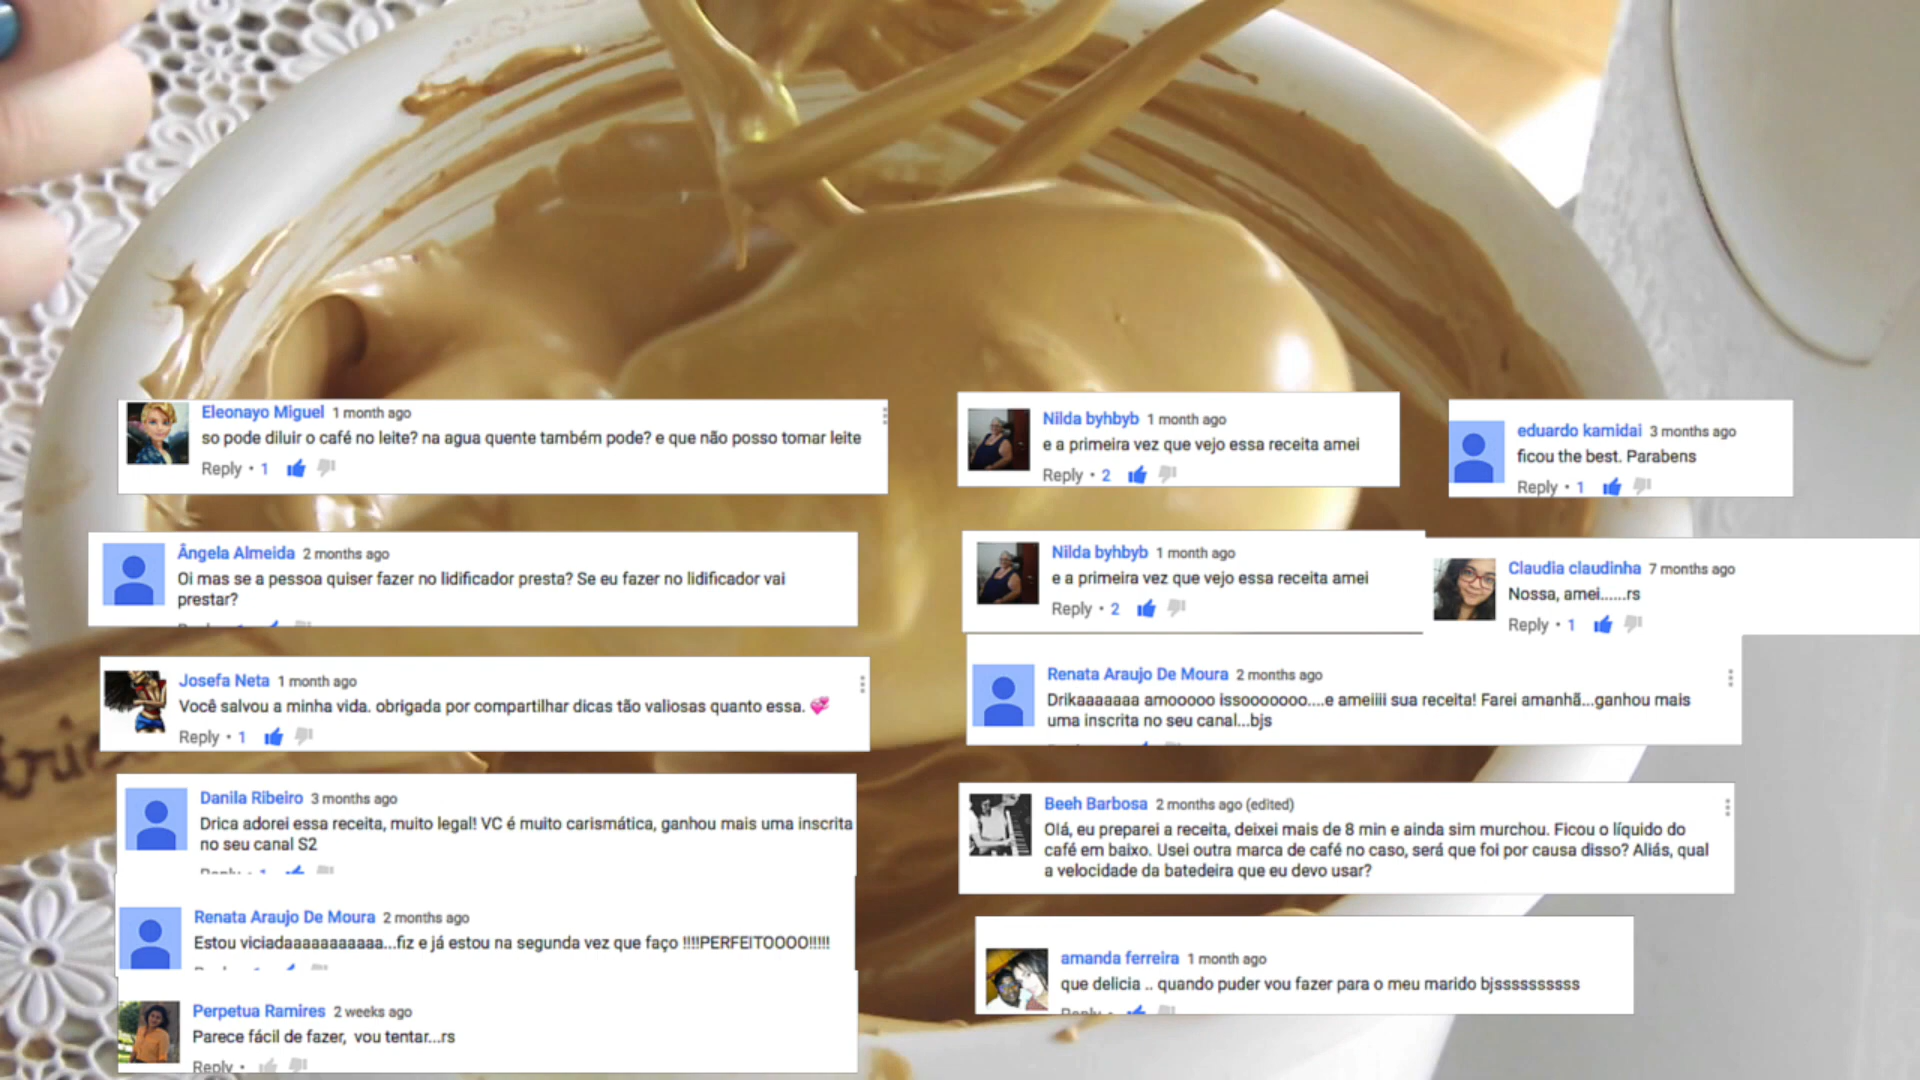 Eleonayo Miguel 1 month ago
so pode diluir o café no leite? na agua quente também pode? e que não posso tomar leite
Reply • 1
Ângela Almeida 2 months ago
Oi mas se a pessoa quiser fazer no lidificador presta? Se eu fazer no lidificador vai
prestar?
Josefa Neta 1 month ago
Você salvou a minha vida. obrigada por compartilhar dicas tão valiosas quanto essa. 💞
Reply • 1
Danila Ribeiro 3 months ago
Drica adorei essa receita, muito legal! VC é muito carismática, ganhou mais uma inscrita
no seu canal S2
Reply • 1
Renata Araujo De Moura 2 months ago
Estou viciadaaaaaaaaaaa...fiz e já estou na segunda vez que faço !!!!PERFEITOOOO!!!!!
Perpetua Ramires 2 weeks ago
Parece fácil de fazer, vou tentar...rs
Reply •
Nilda byhbyb 1 month ago
e a primeira vez que vejo essa receita amei
Reply • 2
eduardo kamidai 3 months ago
ficou the best. Parabens
Reply • 1
Nilda byhbyb 1 month ago
e a primeira vez que vejo essa receita amei
Reply • 2
Claudia claudinha 7 months ago
Nossa, amei......rs
Reply • 1
Renata Araujo De Moura 2 months ago
Drikaaaaaaa amooooo issooooooo....e ameiiii sua receita! Farei amanhã...ganhou mais
uma inscrita no seu canal...bjs
Beeh Barbosa 2 months ago (edited)
Olá, eu preparei a receita, deixei mais de 8 min e ainda sim murchou. Ficou o líquido do
café em baixo. Usei outra marca de café no caso, será que foi por causa disso? Aliás, qual
a velocidade da batedeira que eu devo usar?
amanda ferreira 1 month ago
que delicia .. quando puder vou fazer para o meu marido bjssssssssss
Reply